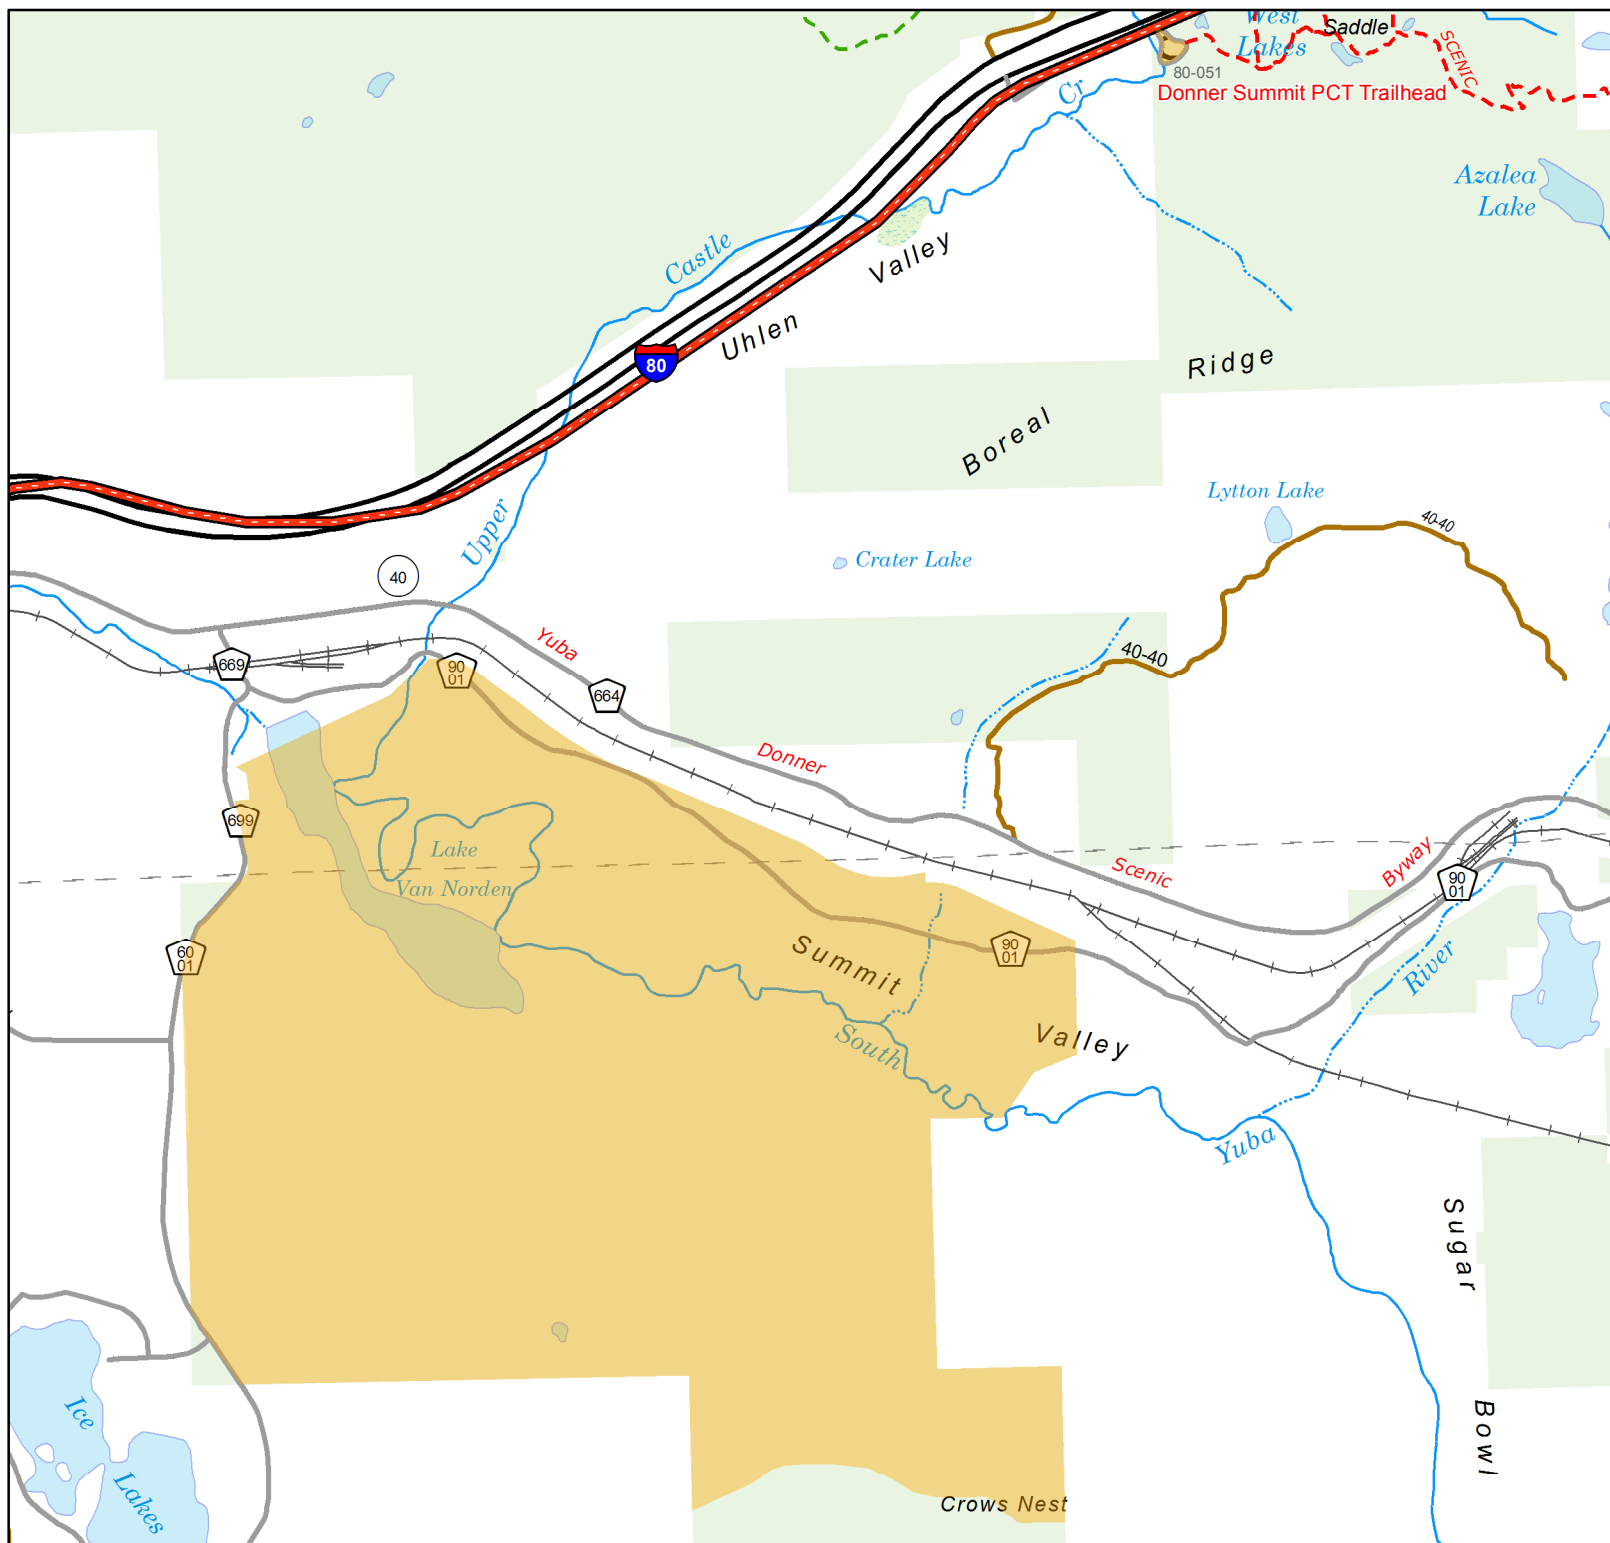 West
Lakes
Saddle
SCENIC
80-051
Donner Summit PCT Trailhead
Cr
Azalea
Lake
Castle
Valley
Uhlen
80
Ridge
Boreal
Lytton Lake
40-40
Upper
Crater Lake
40
Yuba
669
90
01
664
40-40
Donner
699
Lake
Van Norden
Scenic
Byway
90
01
60
01
Summit
90
01
River
South
Valley
Yuba
Sugar
Bowl
Ice
Lakes
Crows Nest